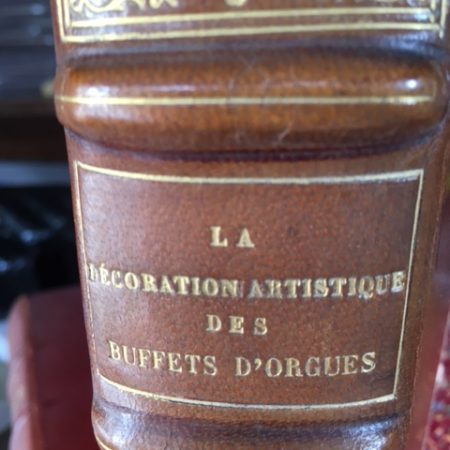 LA
DÉCORATION ARTISTIQUE
DES
BUFFETS D'ORGUES